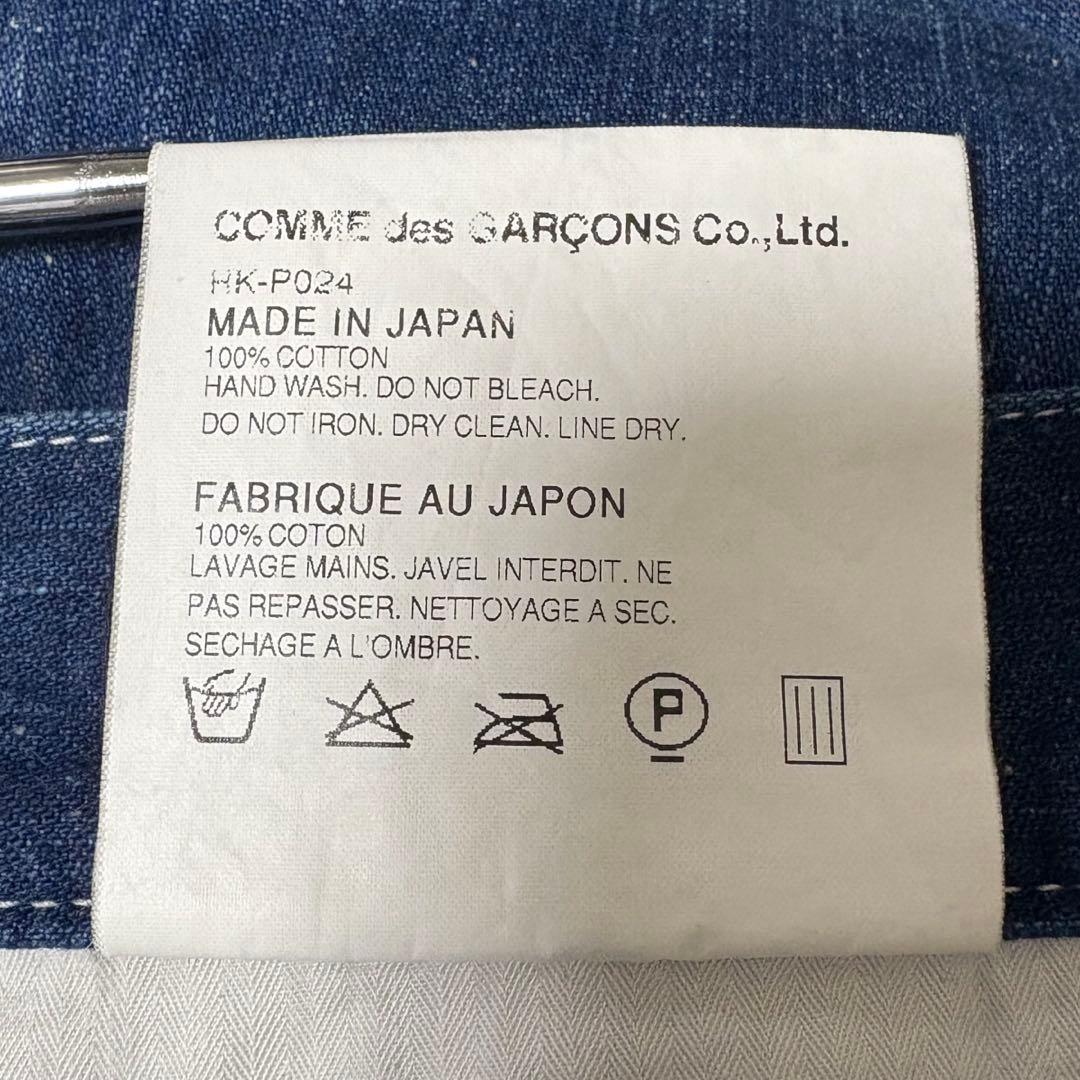 COMME des GARÇONS Co.,Ltd.
HK-P024
MADE IN JAPAN
100% COTTON
HAND WASH. DO NOT BLEACH.
DO NOT IRON. DRY CLEAN. LINE DRY.
FABRIQUE AU JAPON
100% COTON
LAVAGE MAINS. JAVEL INTERDIT. NE
PAS REPASSER. NETTOYAGE A SEC.
SECHAGE A L'OMBRE.
P